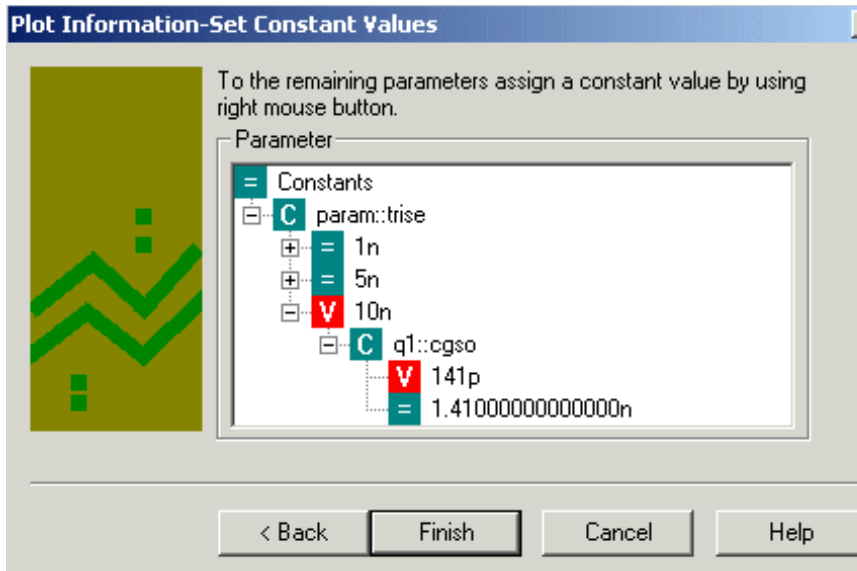 Plot Information-Set Constant Values
To the remaining parameters assign a constant value by using
right mouse button.
Parameter
= Constants
C param::trise
= 1n
= 5n
V 10n
C q1::cgso
V 141p
= 1.41000000000000n
< Back Finish Cancel Help